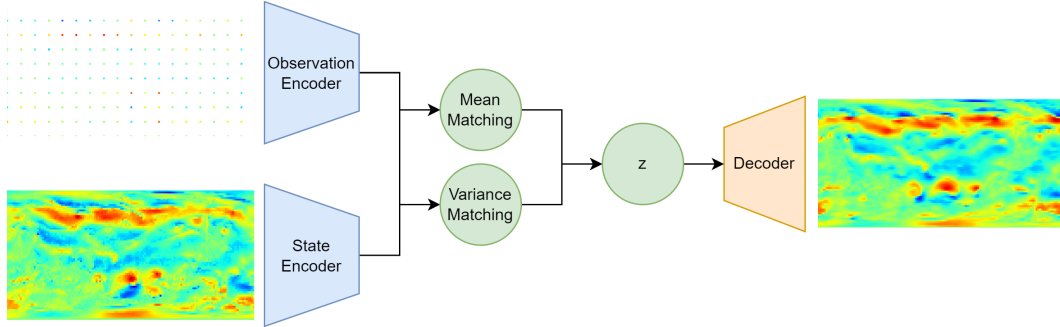 Observation
Encoder
Mean
Matching
Variance
Matching
z
Decoder
State
Encoder